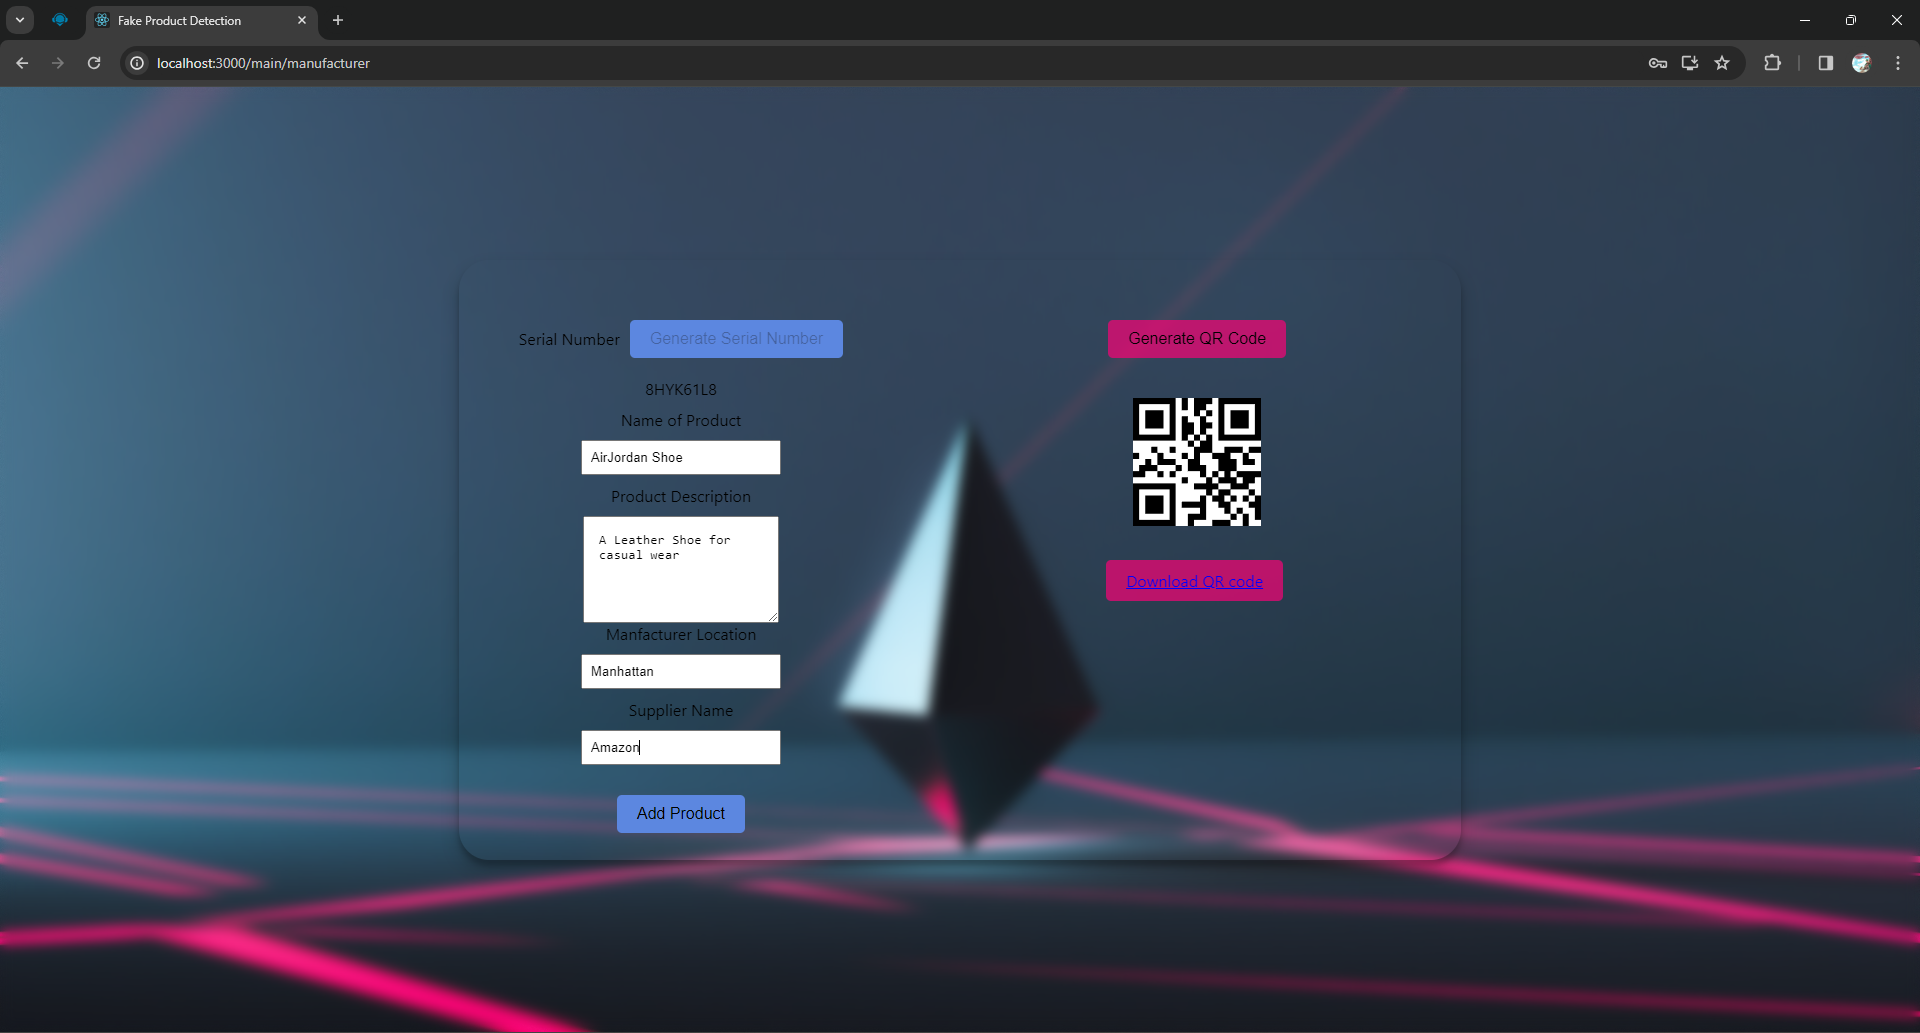 Fake Product Detection
localhost:3000/main/manufacturer
Serial Number
Generate Serial Number
8HYK61L8
Name of Product
AirJordan Shoe
Product Description
A Leather Shoe for
casual wear
Manfacturer Location
Manhattan
Supplier Name
Amazon
Add Product
Generate QR Code
Download QR code